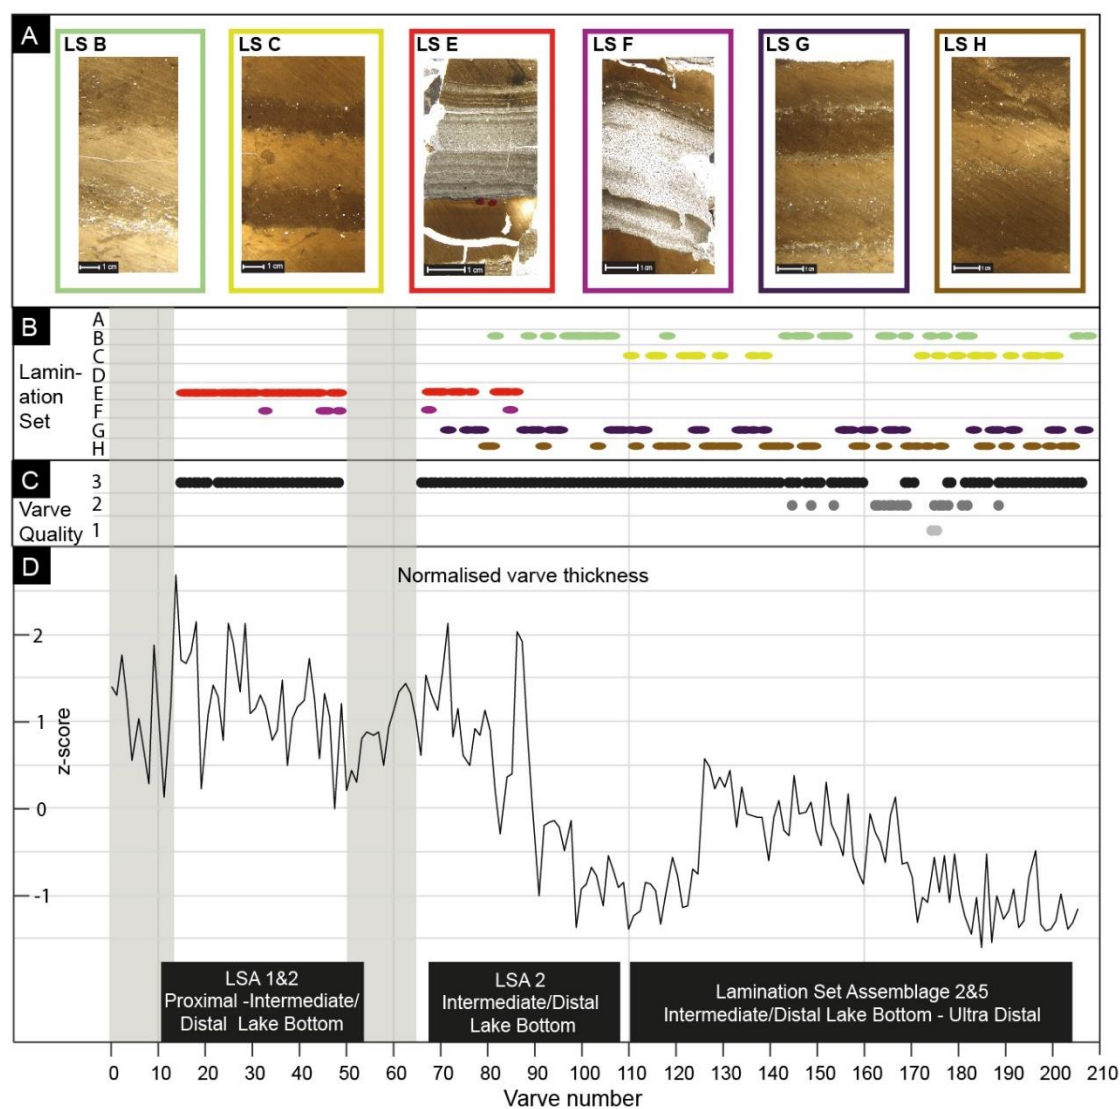 A
LS B
LS C
LS E
LS F
LS G
LS H
1 cm
1 cm
1 cm
1 cm
1 cm
1 cm
B
Lamin-
ation
Set
A
B
C
D
E
F
G
H
C
Varve
Quality
3
2
1
D
Normalised varve thickness
z-score
2
1
0
-1
LSA 1&2
Proximal -Intermediate/
Distal Lake Bottom
LSA 2
Intermediate/Distal
Lake Bottom
Lamination Set Assemblage 2&5
Intermediate/Distal Lake Bottom - Ultra Distal
0 10 20 30 40 50 60 70 80 90 100 110 120 130 140 150 160 170 180 190 200 210
Varve number